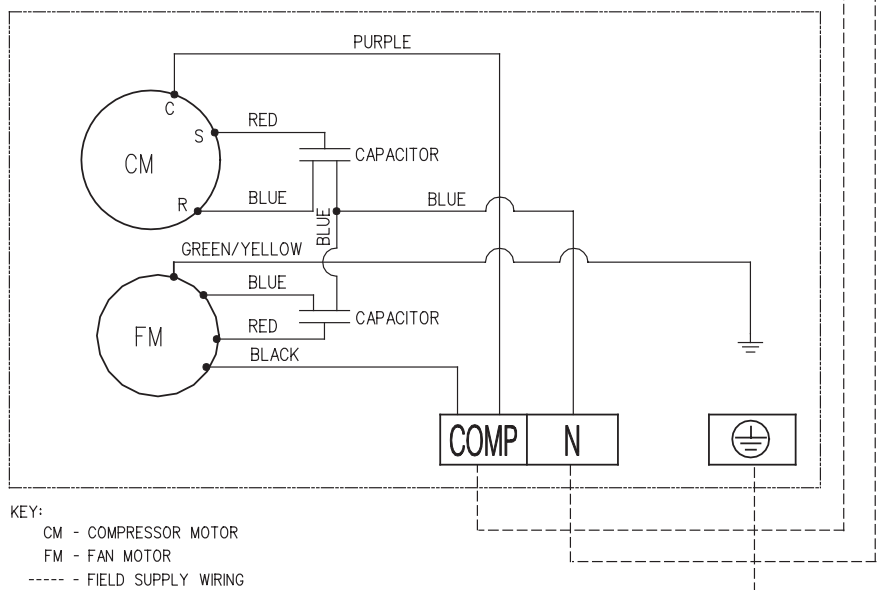 PURPLE
C
RED
S
CM
CAPACITOR
R
BLUE
BLUE
BLUE
GREEN/YELLOW
BLUE
CAPACITOR
RED
FM
BLACK
COMP
N
KEY:
CM - COMPRESSOR MOTOR
FM - FAN MOTOR
----- - FIELD SUPPLY WIRING